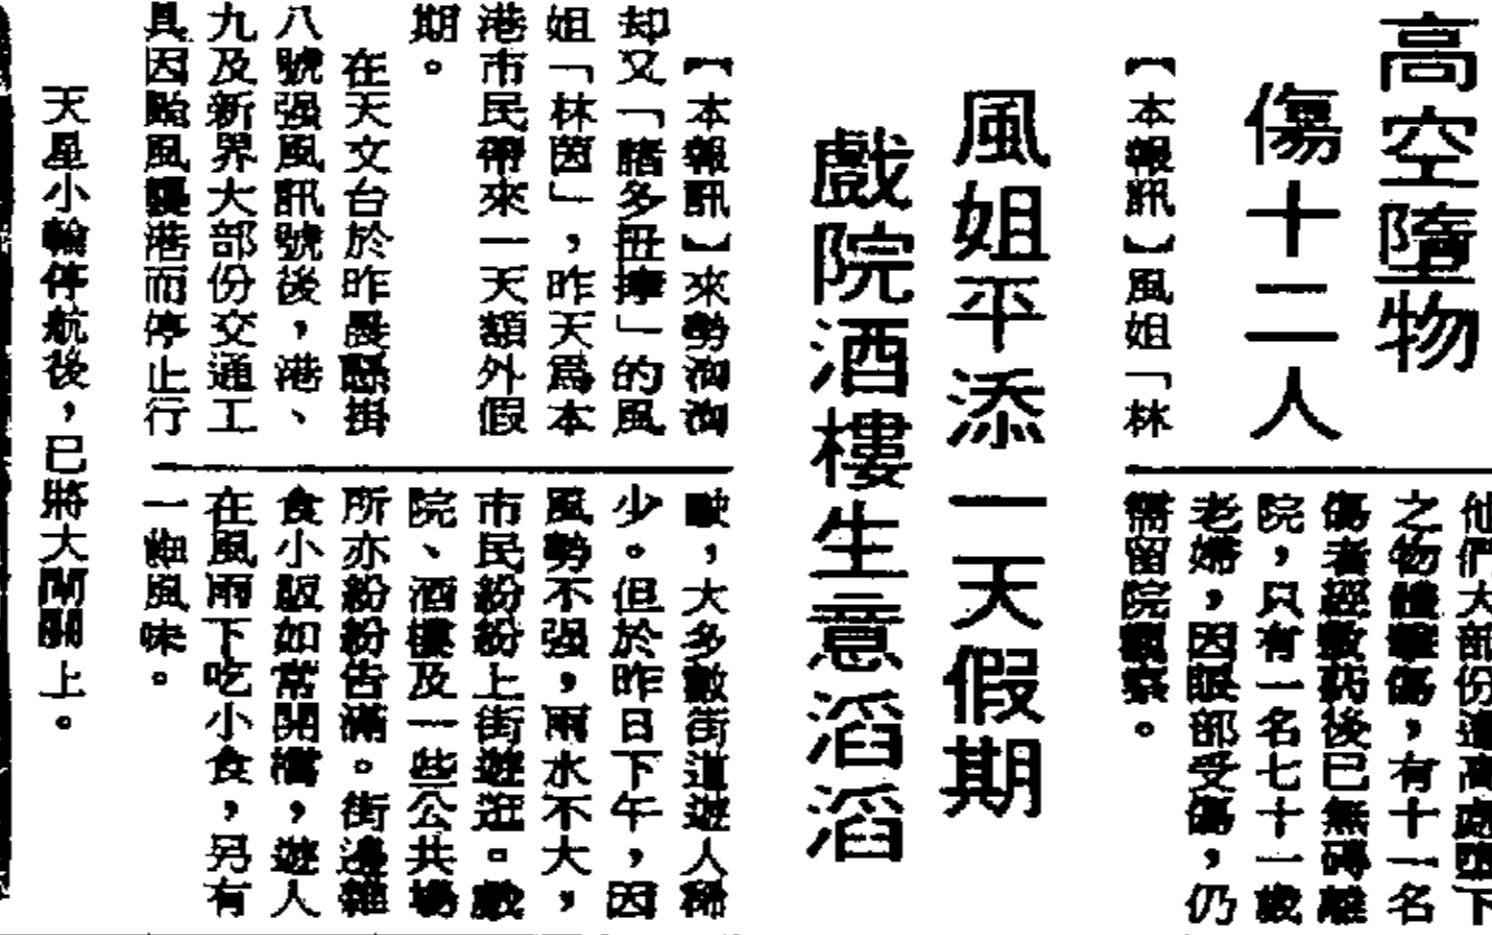 高空墮物
傷十二人
【本報訊】風姐「林
他們大部份遭高處墮下
之物體擊傷，有十一名
傷者經敷葯後已無礙離
院，只有一名七十一歲
老婦，因眼部受傷，仍
需留院觀察。
風姐平添一天假期
戲院酒樓生意滔滔
【本報訊】來勢洶洶
却又「諸多扭擰」的風
姐「林茵」，昨天爲本
港市民帶來一天額外假
期。
在天文台於昨晨懸掛
八號强風訊號後，港、
九及新界大部份交通工
具因颱風襲港而停止行
駛，大多數街道遊人稀
少。但於昨日下午，因
風勢不强，雨水不大，
市民紛紛上街遊逛。戲
院、酒樓及一些公共場
所亦紛紛告滿。街邊雜
食小販如常開檔，遊人
在風雨下吃小食，另有
一番風味。
天星小輪停航後，已將大閘關上。